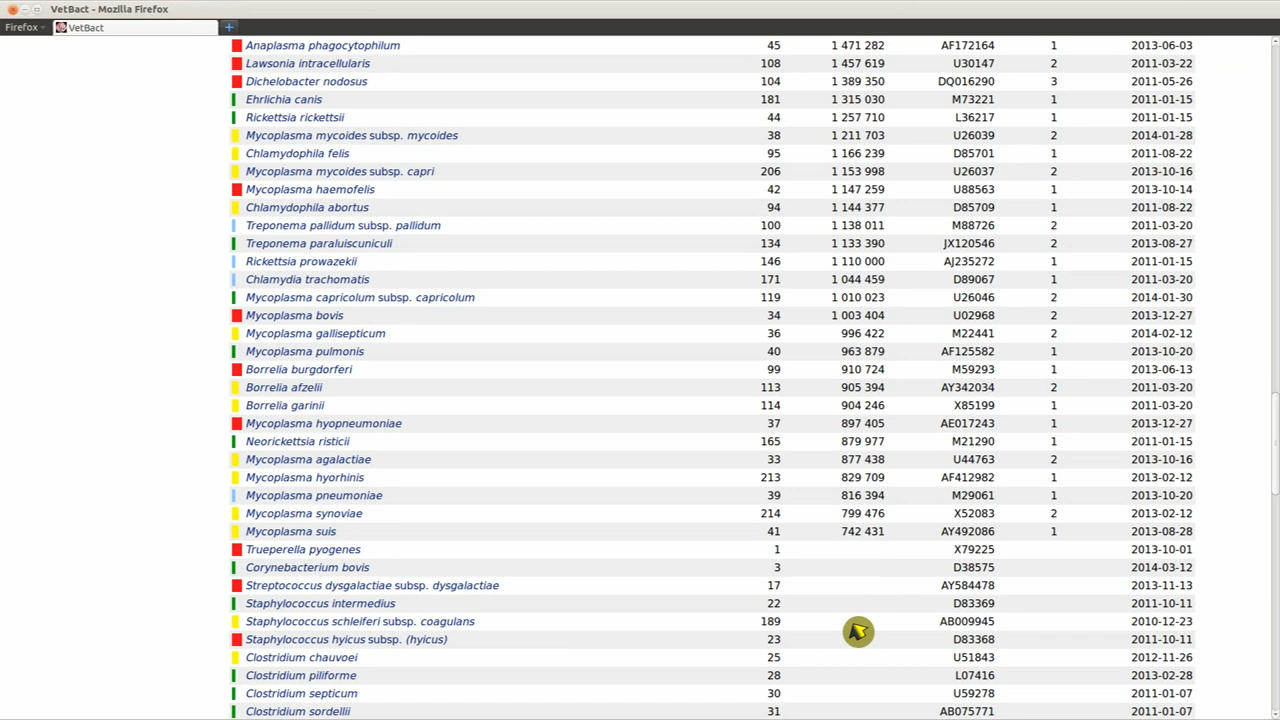 VetBact - Mozilla Firefox
Firefox VetBact
Anaplasma phagocytophilum 45 1 471 282 AF172164 1 2013-06-03
Lawsonia intracellularis 108 1 457 619 U30147 2 2011-03-22
Dichelobacter nodosus 104 1 389 350 DQ016290 3 2011-05-26
Ehrlichia canis 181 1 315 030 M73221 1 2011-01-15
Rickettsia rickettsii 44 1 257 710 L36217 1 2011-01-15
Mycoplasma mycoides subsp. mycoides 38 1 211 703 U26039 2 2014-01-28
Chlamydophila felis 95 1 166 239 D85701 1 2011-08-22
Mycoplasma mycoides subsp. capri 206 1 153 998 U26037 2 2013-10-16
Mycoplasma haemofelis 42 1 147 259 U88563 1 2013-10-14
Chlamydophila abortus 94 1 144 377 D85709 1 2011-08-22
Treponema pallidum subsp. pallidum 100 1 138 011 M88726 2 2011-03-20
Treponema paraluiscuniculi 134 1 133 390 JX120546 2 2013-08-27
Rickettsia prowazekii 146 1 110 000 AJ235272 1 2011-01-15
Chlamydia trachomatis 171 1 044 459 D89067 1 2011-03-20
Mycoplasma capricolum subsp. capricolum 119 1 010 023 U26046 2 2014-01-30
Mycoplasma bovis 34 1 003 404 U02968 2 2013-12-27
Mycoplasma gallisepticum 36 996 422 M22441 2 2014-02-12
Mycoplasma pulmonis 40 963 879 AF125582 1 2013-10-20
Borrelia burgdorferi 99 910 724 M59293 1 2013-06-13
Borrelia afzelii 113 905 394 AY342034 2 2011-03-20
Borrelia garinii 114 904 246 X85199 1 2011-03-20
Mycoplasma hyopneumoniae 37 897 405 AE017243 1 2013-12-27
Neorickettsia risticii 165 879 977 M21290 1 2011-01-15
Mycoplasma agalactiae 33 877 438 U44763 2 2013-10-16
Mycoplasma hyorhinis 213 829 709 AF412982 1 2013-02-12
Mycoplasma pneumoniae 39 816 394 M29061 1 2013-10-20
Mycoplasma synoviae 214 799 476 X52083 2 2013-02-12
Mycoplasma suis 41 742 431 AY492086 1 2013-08-28
Trueperella pyogenes 1 X79225 2013-10-01
Corynebacterium bovis 3 D38575 2014-03-12
Streptococcus dysgalactiae subsp. dysgalactiae 17 AY584478 2013-11-13
Staphylococcus intermedius 22 D83369 2011-10-11
Staphylococcus schleiferi subsp. coagulans 189 AB009945 2010-12-23
Staphylococcus hyicus subsp. (hyicus) 23 D83368 2011-10-11
Clostridium chauvoei 25 U51843 2012-11-26
Clostridium piliforme 28 L07416 2013-02-28
Clostridium septicum 30 U59278 2011-01-07
Clostridium sordellii 31 AB075771 2011-01-07